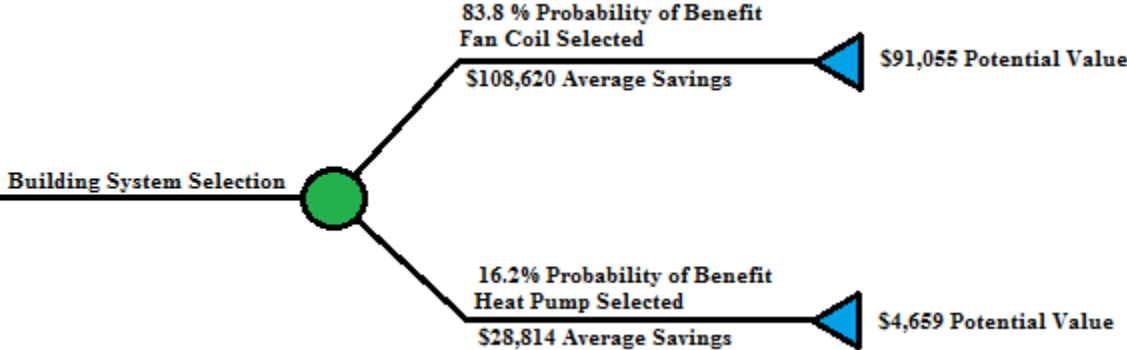 83.8 % Probability of Benefit
Fan Coil Selected
$108,620 Average Savings
$91,055 Potential Value
Building System Selection
16.2% Probability of Benefit
Heat Pump Selected
$28,814 Average Savings
$4,659 Potential Value